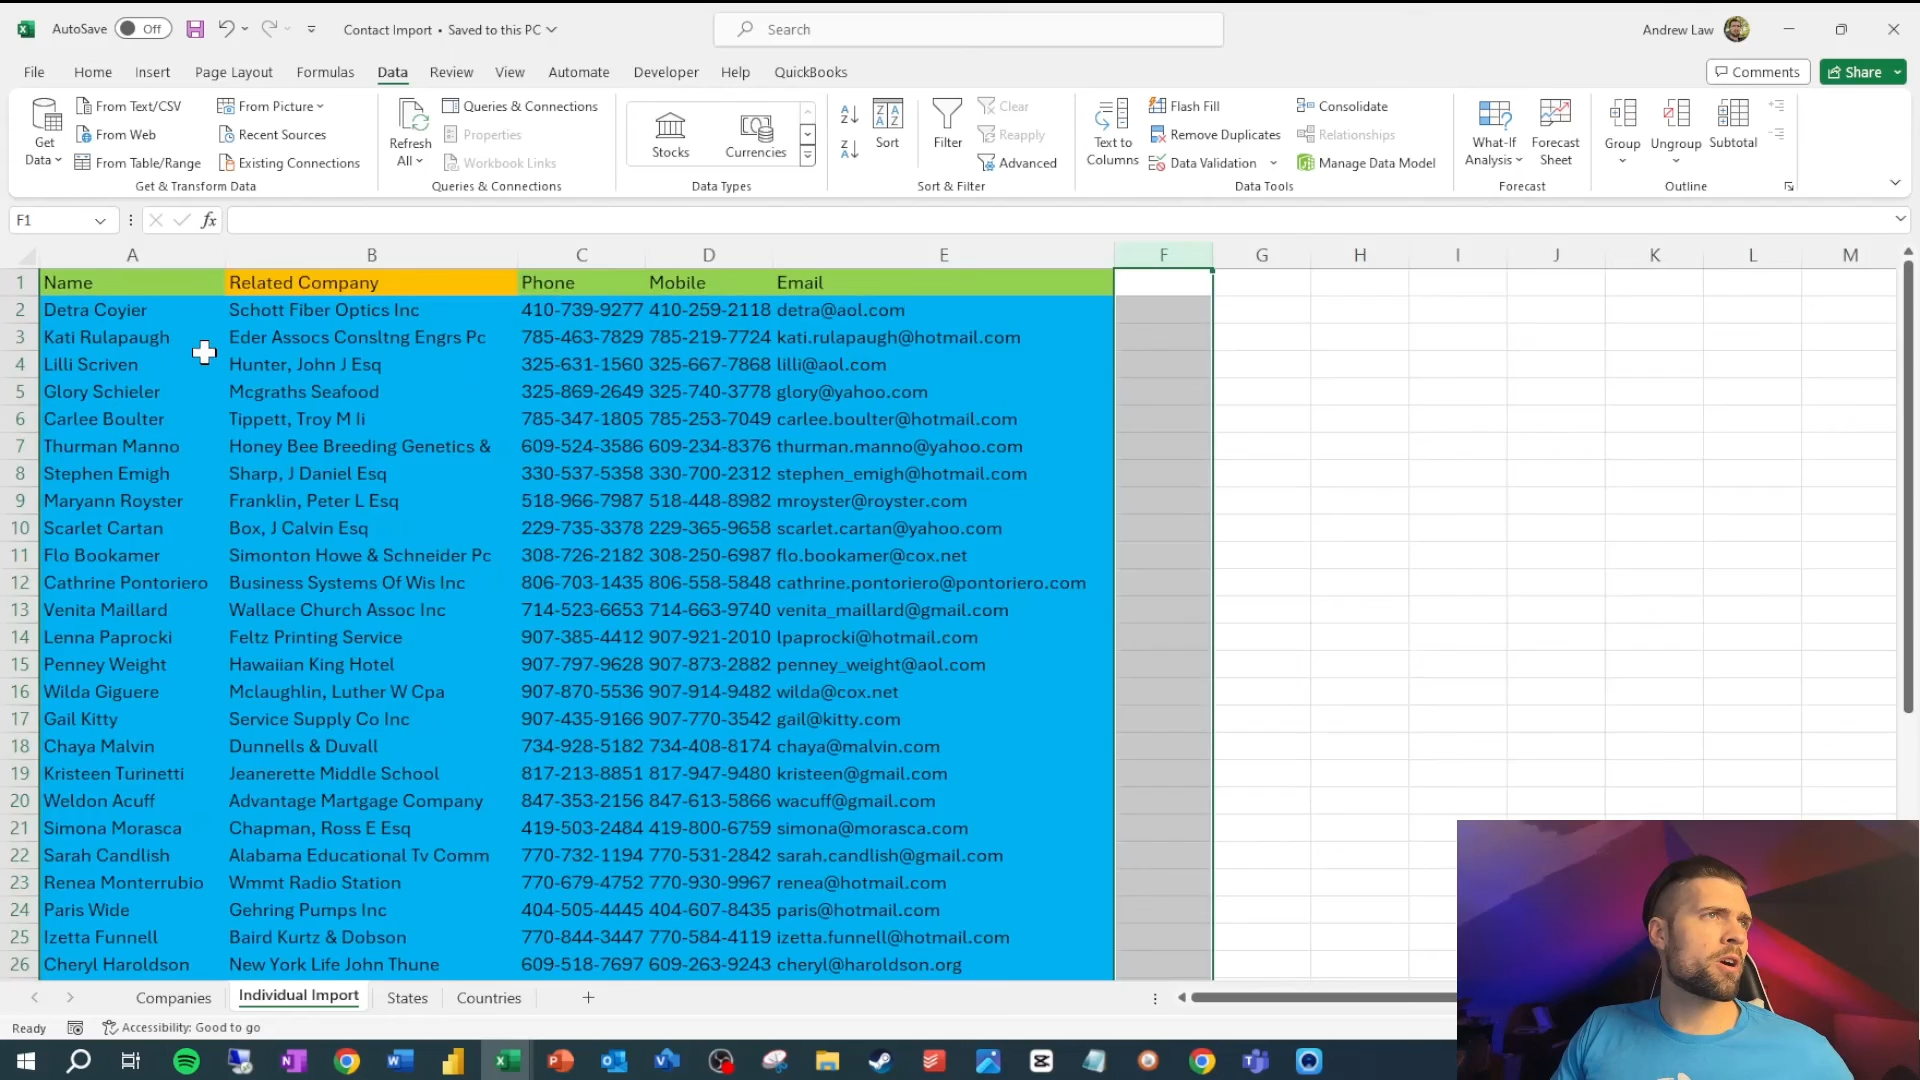 AutoSave Off Contact Import • Saved to this PC Search Andrew Law
File Home Insert Page Layout Formulas Data Review View Automate Developer Help QuickBooks Comments Share
Get Data From Text/CSV From Picture
From Web Recent Sources
From Table/Range Existing Connections
Get & Transform Data
Refresh All Queries & Connections
Properties
Workbook Links
Queries & Connections
Stocks Currencies
Data Types
Sort Filter Clear
Reapply
Advanced
Sort & Filter
Text to Columns Flash Fill Consolidate
Remove Duplicates Relationships
Data Validation Manage Data Model
Data Tools
What-If Analysis Forecast Sheet
Forecast
Group Ungroup Subtotal
Outline
F1 fx
A B C D E F G H I J K L M
1 Name Related Company Phone Mobile Email
2 Detra Coyier Schott Fiber Optics Inc 410-739-9277 410-259-2118 detra@aol.com
3 Kati Rulapaugh Eder Assocs Consltng Engrs Pc 785-463-7829 785-219-7724 kati.rulapaugh@hotmail.com
4 Lilli Scriven Hunter, John J Esq 325-631-1560 325-667-7868 lilli@aol.com
5 Glory Schieler Mcgraths Seafood 325-869-2649 325-740-3778 glory@yahoo.com
6 Carlee Boulter Tippett, Troy M Ii 785-347-1805 785-253-7049 carlee.boulter@hotmail.com
7 Thurman Manno Honey Bee Breeding Genetics & 609-524-3586 609-234-8376 thurman.manno@yahoo.com
8 Stephen Emigh Sharp, J Daniel Esq 330-537-5358 330-700-2312 stephen_emigh@hotmail.com
9 Maryann Royster Franklin, Peter L Esq 518-966-7987 518-448-8982 mroyster@royster.com
10 Scarlet Cartan Box, J Calvin Esq 229-735-3378 229-365-9658 scarlet.cartan@yahoo.com
11 Flo Bookamer Simonton Howe & Schneider Pc 308-726-2182 308-250-6987 flo.bookamer@cox.net
12 Cathrine Pontoriero Business Systems Of Wis Inc 806-703-1435 806-558-5848 cathrine.pontoriero@pontoriero.com
13 Venita Maillard Wallace Church Assoc Inc 714-523-6653 714-663-9740 venita_maillard@gmail.com
14 Lenna Paprocki Feltz Printing Service 907-385-4412 907-921-2010 lpaprocki@hotmail.com
15 Penney Weight Hawaiian King Hotel 907-797-9628 907-873-2882 penney_weight@aol.com
16 Wilda Giguere Mclaughlin, Luther W Cpa 907-870-5536 907-914-9482 wilda@cox.net
17 Gail Kitty Service Supply Co Inc 907-435-9166 907-770-3542 gail@kitty.com
18 Chaya Malvin Dunnells & Duvall 734-928-5182 734-408-8174 chaya@malvin.com
19 Kristeen Turinetti Jeanerette Middle School 817-213-8851 817-947-9480 kristeen@gmail.com
20 Weldon Acuff Advantage Martgage Company 847-353-2156 847-613-5866 wacuff@gmail.com
21 Simona Morasca Chapman, Ross E Esq 419-503-2484 419-800-6759 simona@morasca.com
22 Sarah Candlish Alabama Educational Tv Comm 770-732-1194 770-531-2842 sarah.candlish@gmail.com
23 Renea Monterrubio Wmmt Radio Station 770-679-4752 770-930-9967 renea@hotmail.com
24 Paris Wide Gehring Pumps Inc 404-505-4445 404-607-8435 paris@hotmail.com
25 Izetta Funnell Baird Kurtz & Dobson 770-844-3447 770-584-4119 izetta.funnell@hotmail.com
26 Cheryl Haroldson New York Life John Thune 609-518-7697 609-263-9243 cheryl@haroldson.org
Companies Individual Import States Countries
Ready Accessibility: Good to go